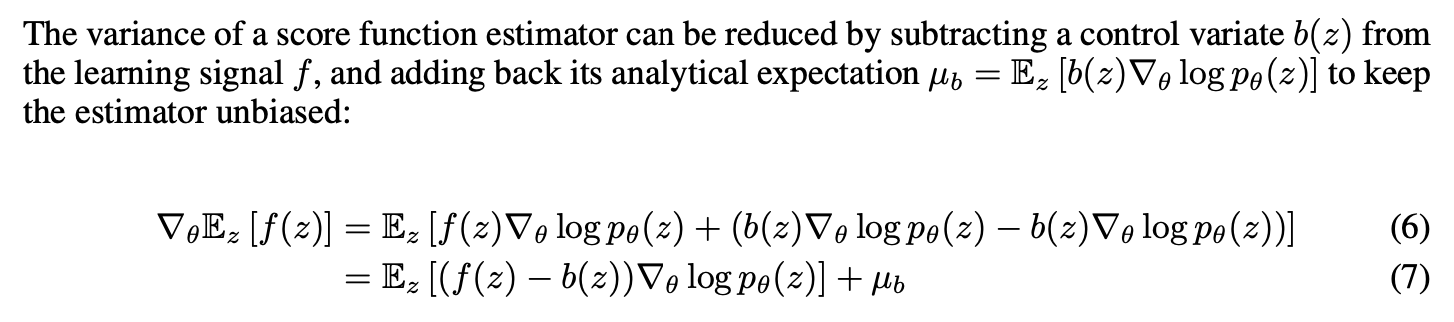 The variance of a score function estimator can be reduced by subtracting a control variate b(z) from
the learning signal f, and adding back its analytical expectation μ_b = 𝔼_z [b(z)∇_θ log p_θ(z)] to keep
the estimator unbiased:
∇_θ𝔼_z [f(z)] = 𝔼_z [f(z)∇_θ log p_θ(z) + (b(z)∇_θ log p_θ(z) − b(z)∇_θ log p_θ(z))] (6)
= 𝔼_z [(f(z) − b(z))∇_θ log p_θ(z)] + μ_b (7)